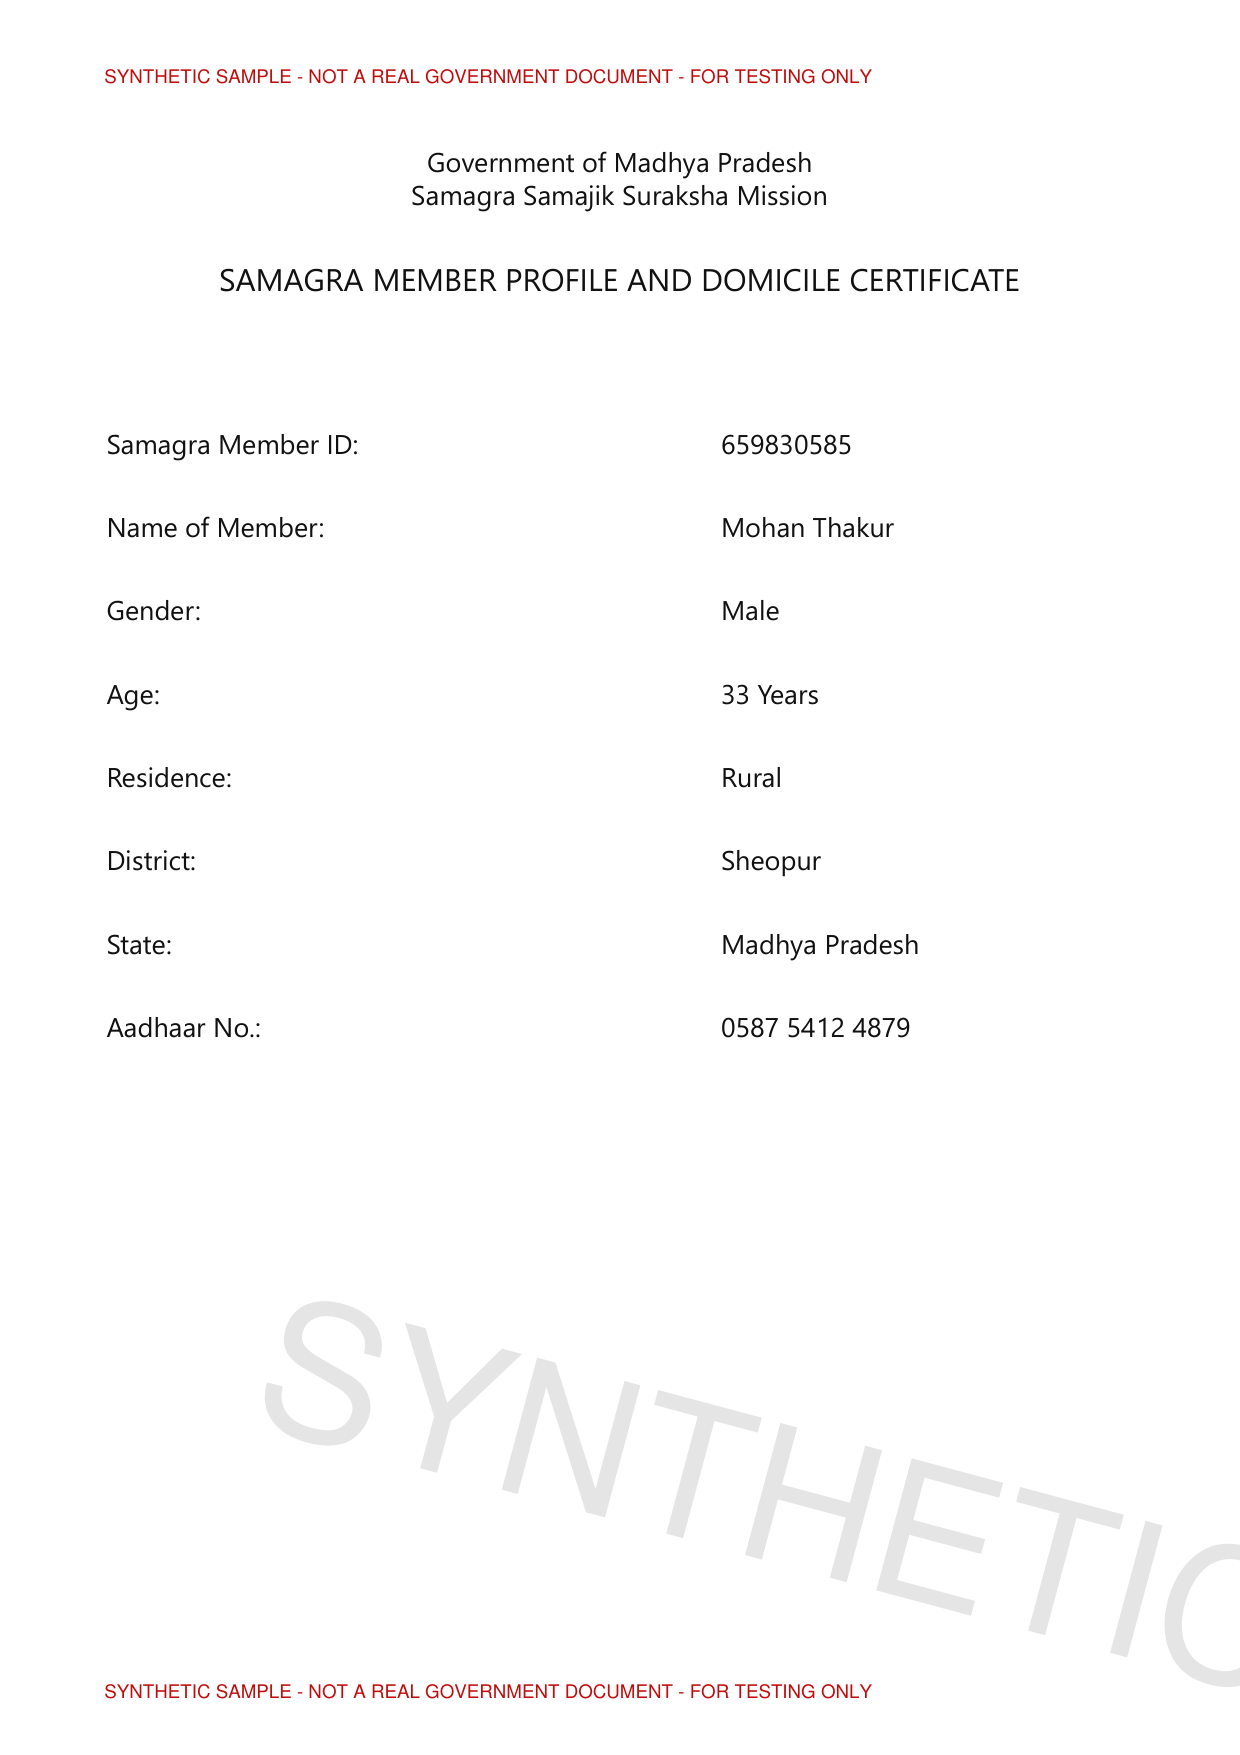 SYNTHETIC SAMPLE - NOT A REAL GOVERNMENT DOCUMENT - FOR TESTING ONLY
Government of Madhya Pradesh
Samagra Samajik Suraksha Mission
SAMAGRA MEMBER PROFILE AND DOMICILE CERTIFICATE
Samagra Member ID: 659830585
Name of Member: Mohan Thakur
Gender: Male
Age: 33 Years
Residence: Rural
District: Sheopur
State: Madhya Pradesh
Aadhaar No.: 0587 5412 4879
SYNTHETIC
SYNTHETIC SAMPLE - NOT A REAL GOVERNMENT DOCUMENT - FOR TESTING ONLY